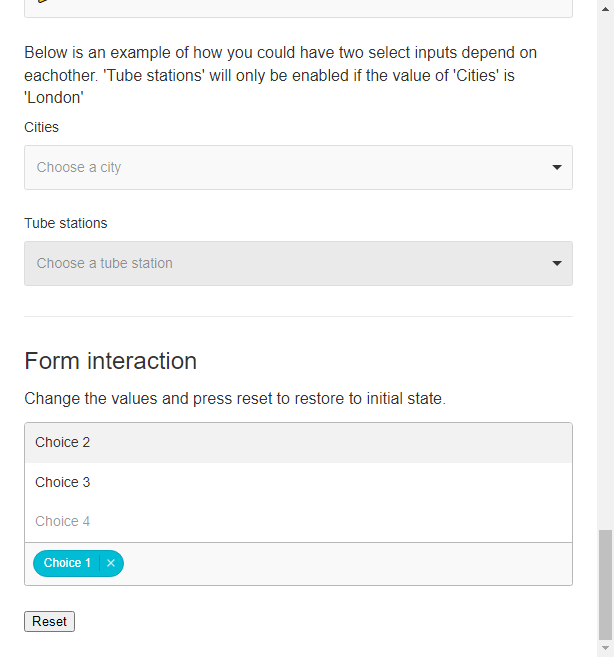 Below is an example of how you could have two select inputs depend on
eachother. 'Tube stations' will only be enabled if the value of 'Cities' is
'London'
Cities
Choose a city
Tube stations
Choose a tube station
Form interaction
Change the values and press reset to restore to initial state.
Choice 2
Choice 3
Choice 4
Choice 1
Reset